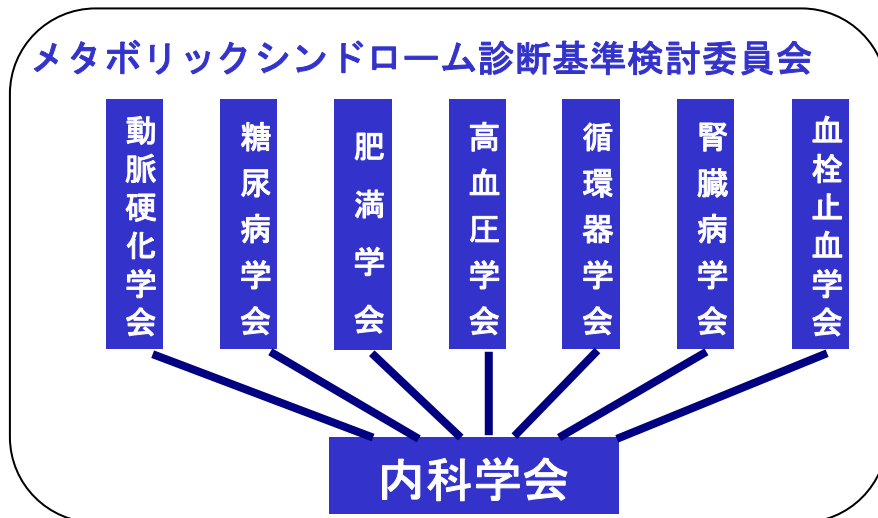 メタボリックシンドローム診断基準検討委員会
動脈硬化学会
糖尿病学会
肥満学会
高血圧学会
循環器学会
腎臓病学会
血栓止血学会
内科学会